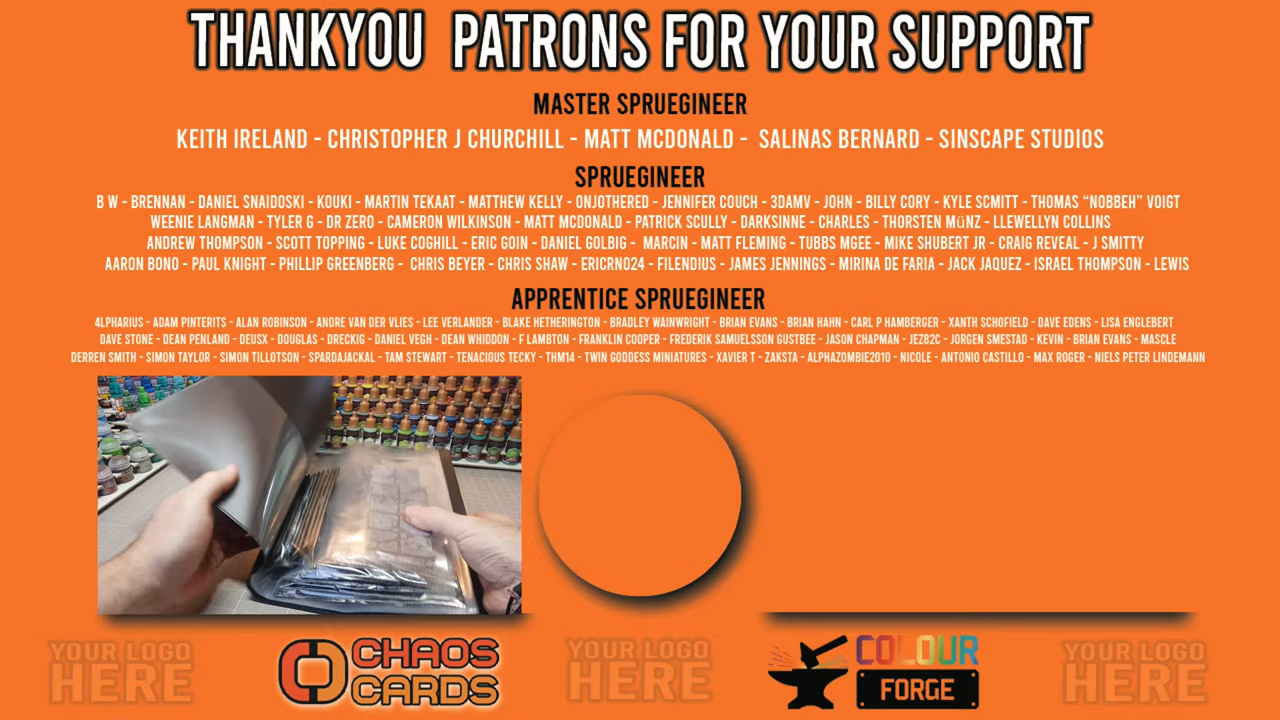 THANKYOU PATRONS FOR YOUR SUPPORT
MASTER SPRUEGINEER
KEITH IRELAND - CHRISTOPHER J CHURCHILL - MATT MCDONALD - SALINAS BERNARD - SINSCAPE STUDIOS
SPRUEGINEER
B W - BRENNAN - DANIEL SNAIDOSKI - KOUKI - MARTIN TEKAAT - MATTHEW KELLY - ONJOTHERED - JENNIFER COUCH - 3DAMV - JOHN - BILLY CORY - KYLE SCMITT - THOMAS “NOBBEH” VOIGT
WEENIE LANGMAN - TYLER G - DR ZERO - CAMERON WILKINSON - MATT MCDONALD - PATRICK SCULLY - DARKSINNE - CHARLES - THORSTEN MüNZ - LLEWELLYN COLLINS
ANDREW THOMPSON - SCOTT TOPPING - LUKE COGHILL - ERIC GOIN - DANIEL GOLBIG - MARCIN - MATT FLEMING - TUBBS MGEE - MIKE SHUBERT JR - CRAIG REVEAL - J SMITTY
AARON BONO - PAUL KNIGHT - PHILLIP GREENBERG - CHRIS BEYER - CHRIS SHAW - ERICRNO24 - FILENDIUS - JAMES JENNINGS - MIRINA DE FARIA - JACK JAQUEZ - ISRAEL THOMPSON - LEWIS
APPRENTICE SPRUEGINEER
4LPHARIUS - ADAM PINTERITS - ALAN ROBINSON - ANDRE VAN DER VLIES - LEE VERLANDER - BLAKE HETHERINGTON - BRADLEY WAINWRIGHT - BRIAN EVANS - BRIAN HAHN - CARL P HAMBERGER - XANTH SCHOFIELD - DAVE EDENS - LISA ENGLEBERT
DAVE STONE - DEAN PENLAND - DEUSX - DOUGLAS - DRECKIG - DANIEL VEGH - DEAN WHIDDON - F LAMBTON - FRANKLIN COOPER - FREDERIK SAMUELSSON GUSTBEE - JASON CHAPMAN - JEZ82C - JORGEN SMESTAD - KEVIN - BRIAN EVANS - MASCLE
DERREN SMITH - SIMON TAYLOR - SIMON TILLOTSON - SPARDAJACKAL - TAM STEWART - TENACIOUS TECKY - THM14 - TWIN GODDESS MINIATURES - XAVIER T - ZAKSTA - ALPHAZOMBIE2010 - NICOLE - ANTONIO CASTILLO - MAX ROGER - NIELS PETER LINDEMANN
YOUR LOGO
HERE
CHAOS
CARDS
YOUR LOGO
HERE
COLOUR
FORGE
YOUR LOGO
HERE